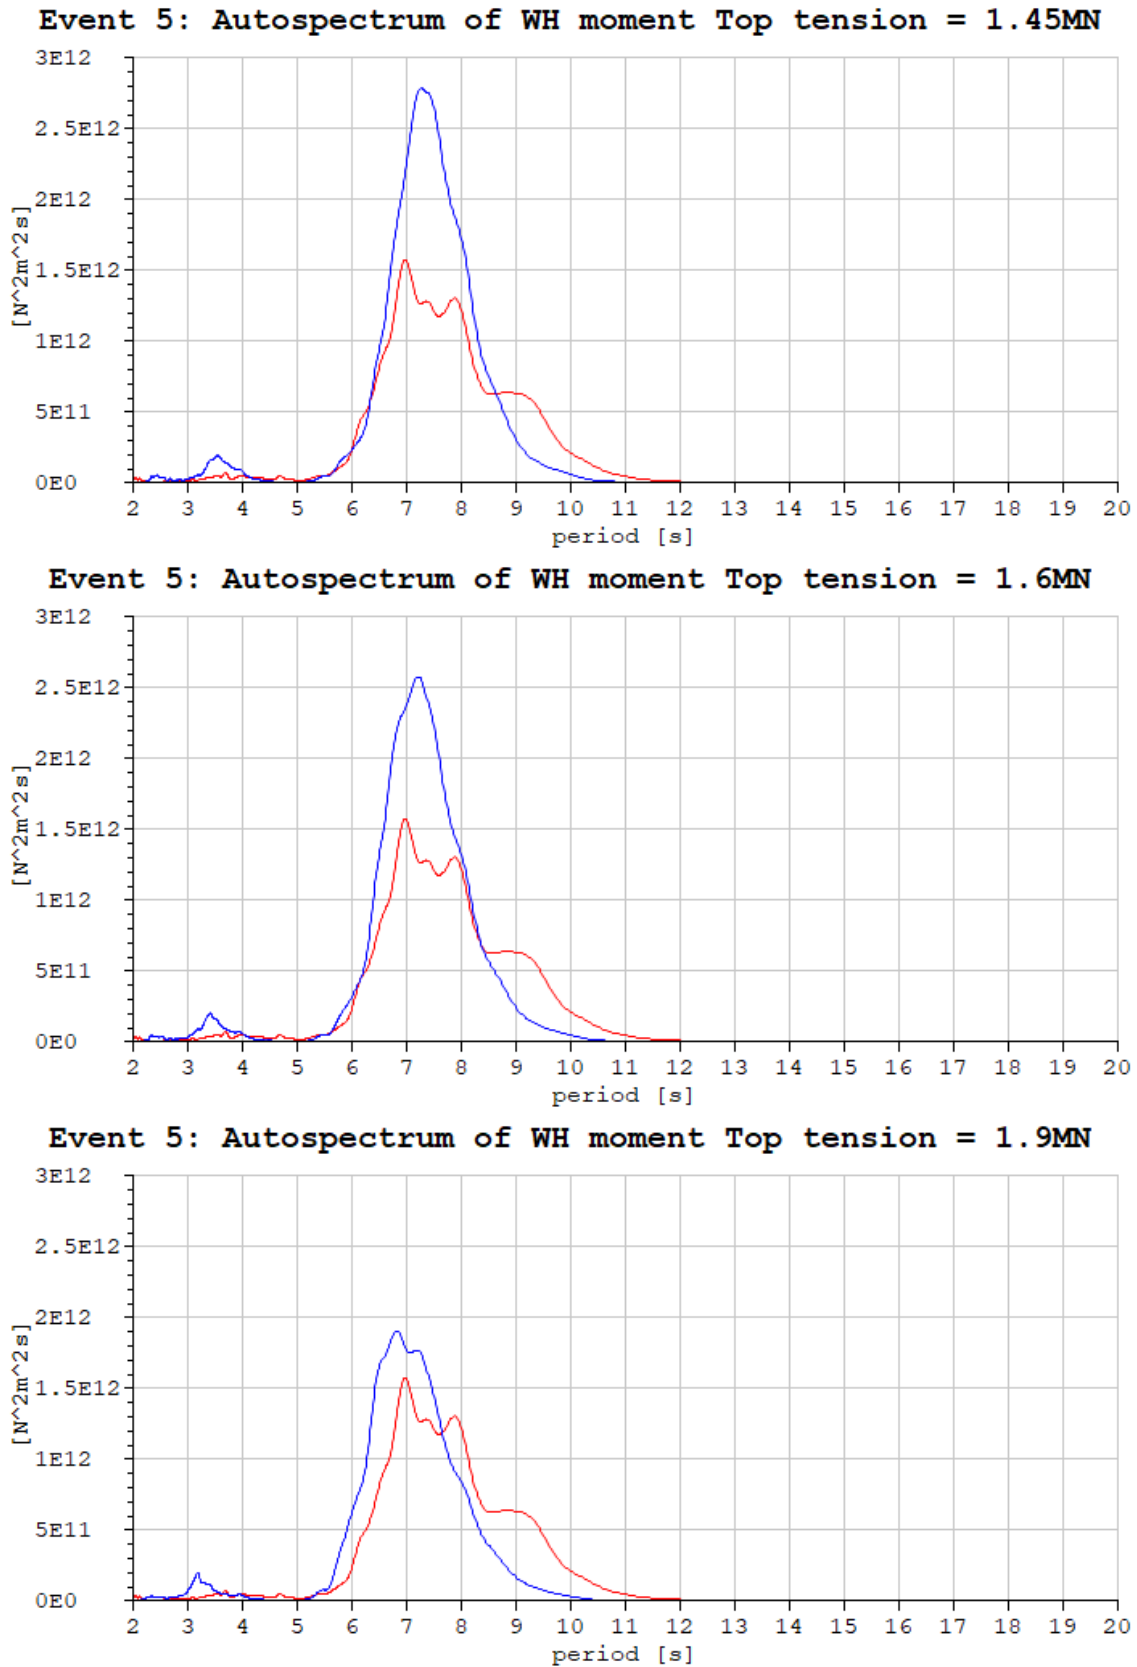 Event 5: Autospectrum of WH moment Top tension = 1.45MN
3E12
2.5E12
2E12
1.5E12
1E12
5E11
0E0
[N^2m^2s]
2 3 4 5 6 7 8 9 10 11 12 13 14 15 16 17 18 19 20
period [s]
Event 5: Autospectrum of WH moment Top tension = 1.6MN
3E12
2.5E12
2E12
1.5E12
1E12
5E11
0E0
[N^2m^2s]
2 3 4 5 6 7 8 9 10 11 12 13 14 15 16 17 18 19 20
period [s]
Event 5: Autospectrum of WH moment Top tension = 1.9MN
3E12
2.5E12
2E12
1.5E12
1E12
5E11
0E0
[N^2m^2s]
2 3 4 5 6 7 8 9 10 11 12 13 14 15 16 17 18 19 20
period [s]